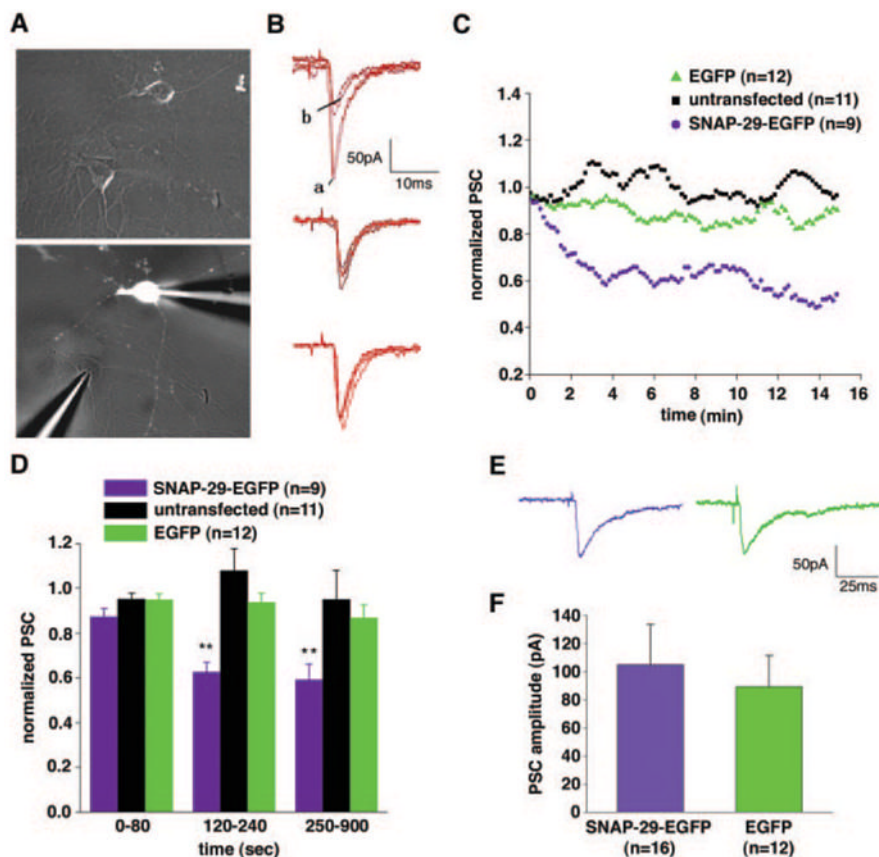 A
B
b
a
50pA
10ms
C
EGFP (n=12)
untransfected (n=11)
SNAP-29-EGFP (n=9)
normalized PSC
1.4
1.2
1.0
0.8
0.6
0.4
0.2
0 2 4 6 8 10 12 14 16
time (min)
D
SNAP-29-EGFP (n=9)
untransfected (n=11)
EGFP (n=12)
normalized PSC
1.2
1.0
0.8
0.6
0.4
0.2
0.0
** **
0-80 120-240 250-900
time (sec)
E
50pA
25ms
F
PSC amplitude (pA)
140
120
100
80
60
40
20
0
SNAP-29-EGFP EGFP
(n=16) (n=12)